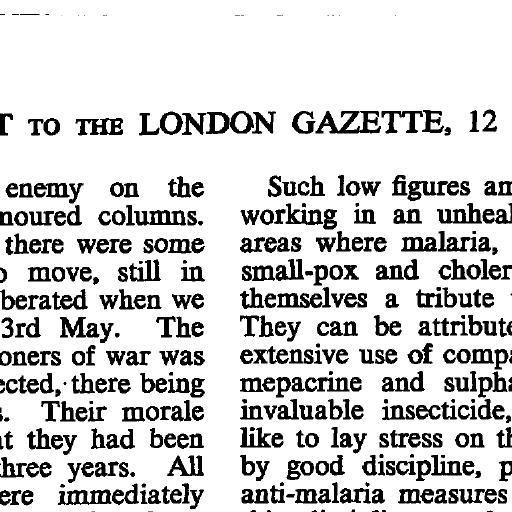 T TO THE LONDON GAZETTE, 12
enemy on the
moured columns.
there were some
o move, still in
berated when we
3rd May. The
oners of war was
ected, there being
s. Their morale
at they had been
three years. All
ere immediately
Such low figures am
working in an unheal
areas where malaria,
small-pox and choler
themselves a tribute
They can be attribute
extensive use of compa
mepacrine and sulpha
invaluable insecticide,
like to lay stress on th
by good discipline, p
anti-malaria measures